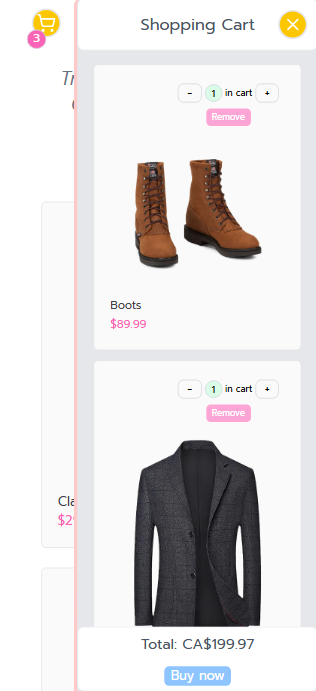 Shopping Cart
3
Tr
- 1 in cart +
Remove
Boots
$89.99
- 1 in cart +
Remove
Cla
$2
Total: CA$199.97
Buy now